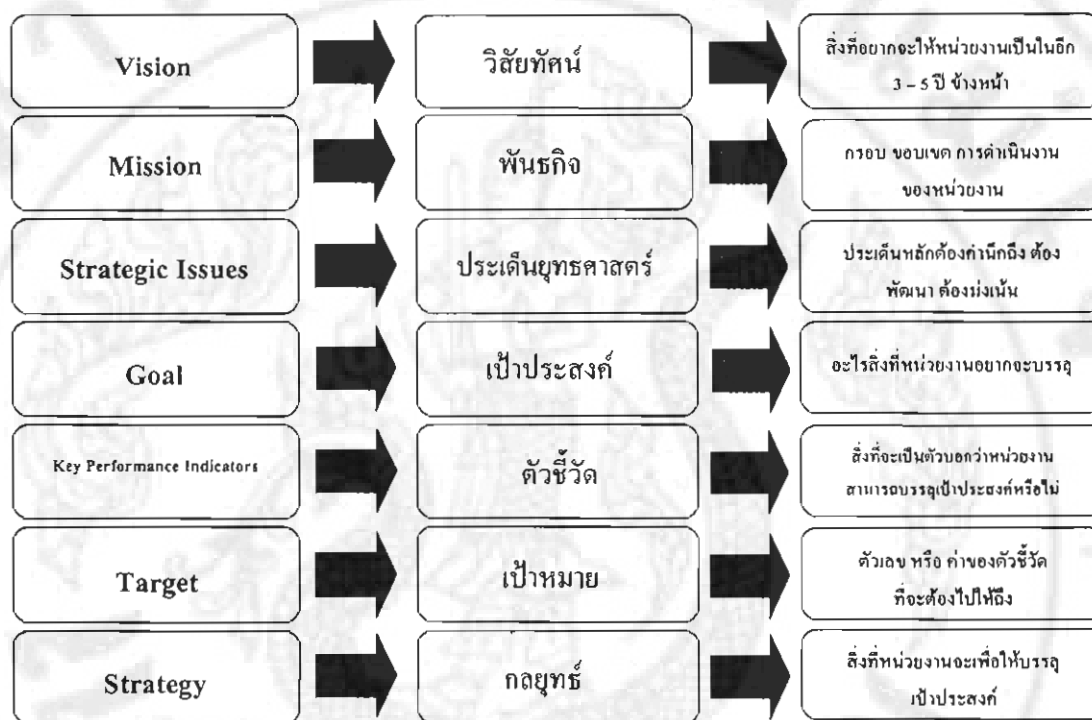 Vision
วิสัยทัศน์
สิ่งที่อยากจะให้หน่วยงานเป็นในอีก
3 – 5 ปี ข้างหน้า
Mission
พันธกิจ
กรอบ ขอบเขต การดำเนินงาน
ของหน่วยงาน
Strategic Issues
ประเด็นยุทธศาสตร์
ประเด็นหลักต้องคำนึกถึง ต้อง
พัฒนา ต้องมุ่งเน้น
Goal
เป้าประสงค์
อะไรสิ่งที่หน่วยงานอยากจะบรรลุ
Key Performance Indicators
ตัวชี้วัด
สิ่งที่จะเป็นตัวบอกว่าหน่วยงาน
สามารถบรรลุเป้าประสงค์หรือไม่
Target
เป้าหมาย
ตัวเลข หรือ ค่าของตัวชี้วัด
ที่จะต้องไปให้ถึง
Strategy
กลยุทธ์
สิ่งที่หน่วยงานจะเพื่อให้บรรลุ
เป้าประสงค์